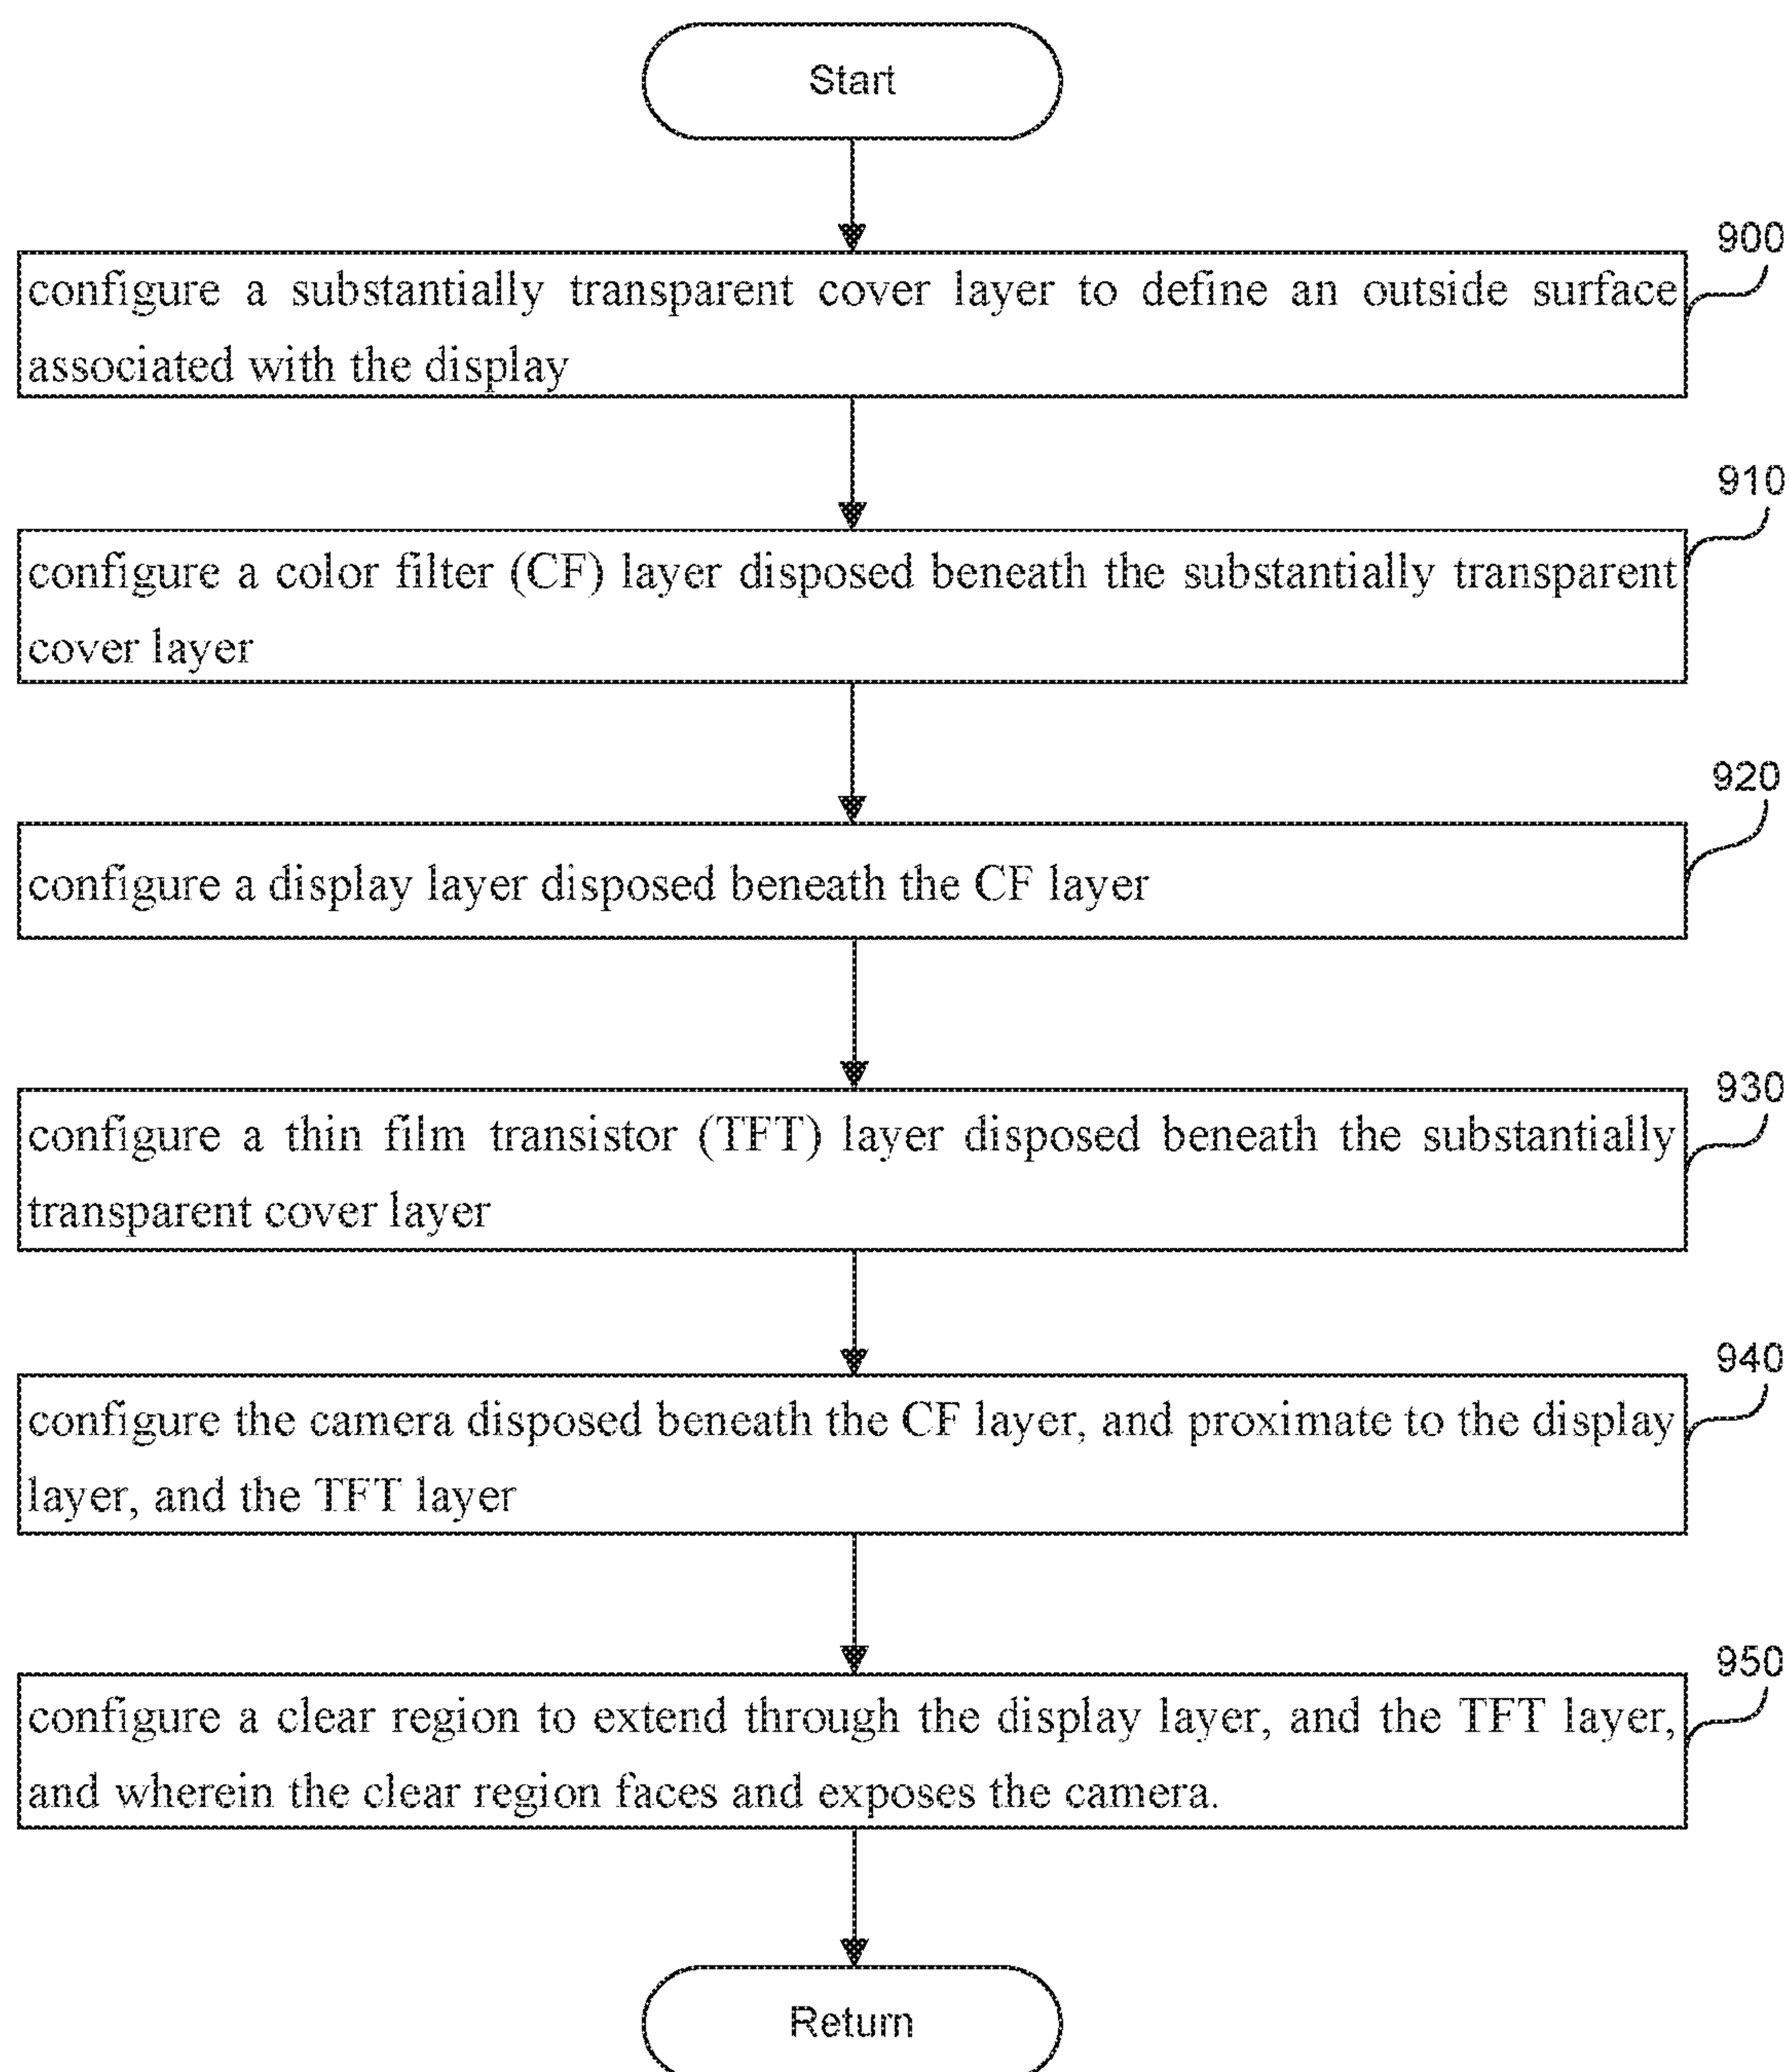 Start
900
configure a substantially transparent cover layer to define an outside surface
associated with the display
910
configure a color filter (CF) layer disposed beneath the substantially transparent
cover layer
920
configure a display layer disposed beneath the CF layer
930
configure a thin film transistor (TFT) layer disposed beneath the substantially
transparent cover layer
940
configure the camera disposed beneath the CF layer, and proximate to the display
layer, and the TFT layer
950
configure a clear region to extend through the display layer, and the TFT layer,
and wherein the clear region faces and exposes the camera.
Return